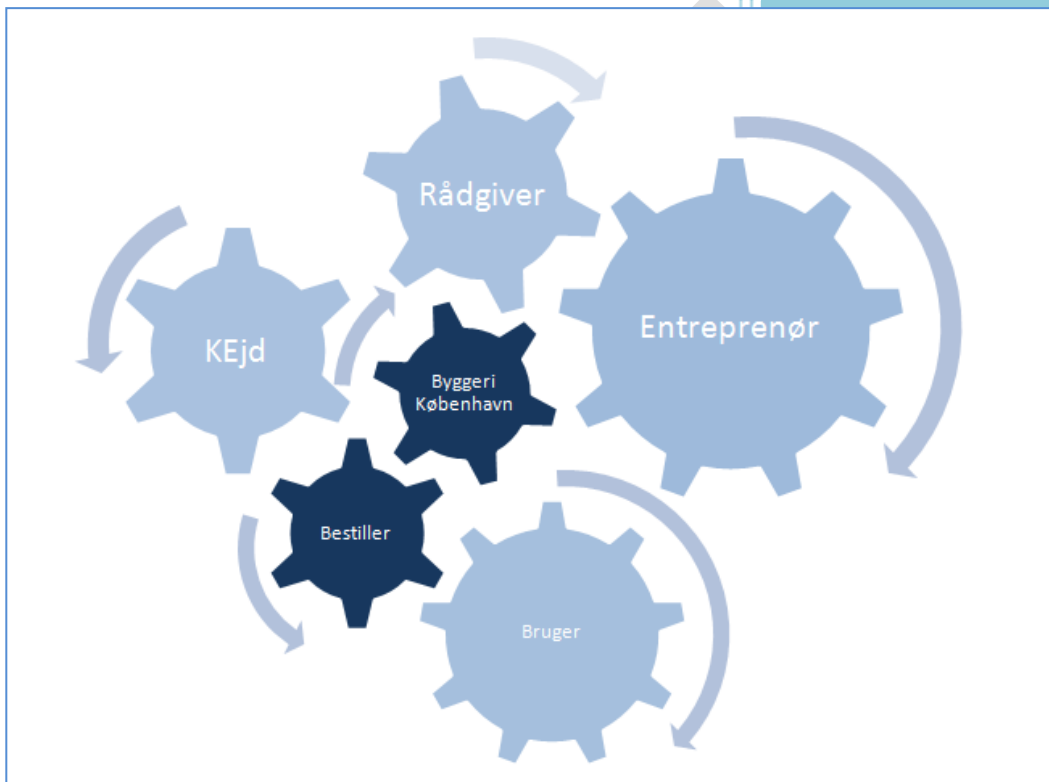 Rådgiver
Entreprenør
KEjd
Byggeri
København
Bestiller
Bruger